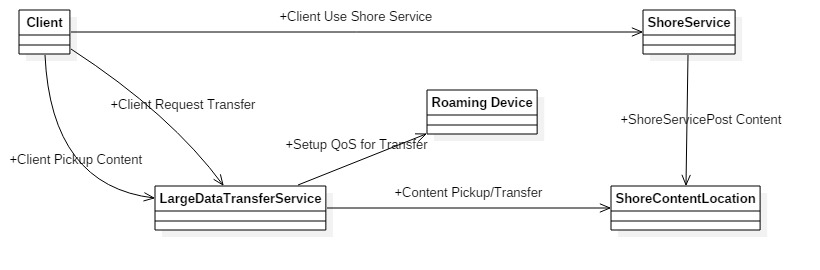 +Client Use Shore Service
Client
ShoreService
Roaming Device
+Client Request Transfer
+ShoreServicePost Content
+Setup QoS for Transfer
+Client Pickup Content
+Content Pickup/Transfer
LargeDataTransferService
ShoreContentLocation